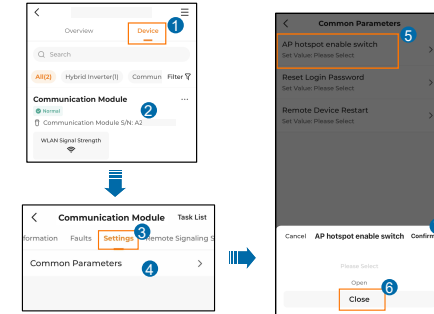 1
Overview Device
Search
All(2) Hybrid Inverter(1) Commun Filter
Communication Module ...
2
Normal
Communication Module S/N: A2
WLAN Signal Strength
Communication Module Task List
3
formation Faults Settings Remote Signaling S
Common Parameters
4
Common Parameters
5
AP hotspot enable switch
Set Value: Please Select
Reset Login Password
Set Value: Please Select
Remote Device Restart
Set Value: Please Select
Cancel AP hotspot enable switch Confirm
Please Select
Open
6
Close